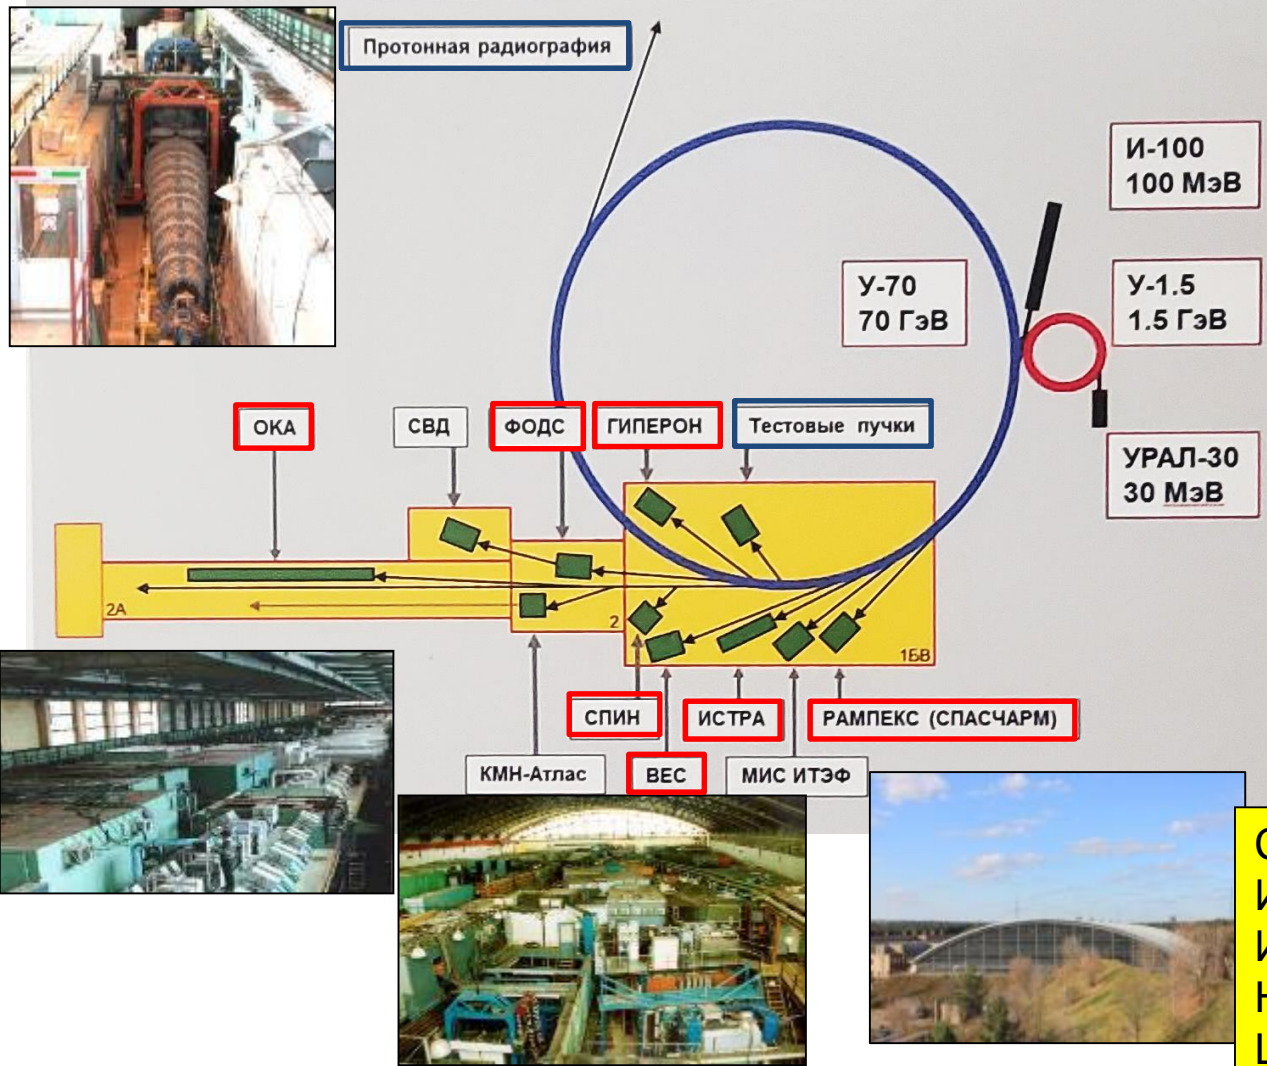 Протонная радиография
И-100
100 МэВ
У-70
70 ГэВ
У-1.5
1.5 ГэВ
ОКА
СВД
ФОДС
ГИПЕРОН
Тестовые пучки
УРАЛ-30
30 МэВ
2А
2
1БВ
СПИН
ИСТРА
РАМПЕКС (СПАСЧАРМ)
КМН-Атлас
ВЕС
МИС ИТЭФ